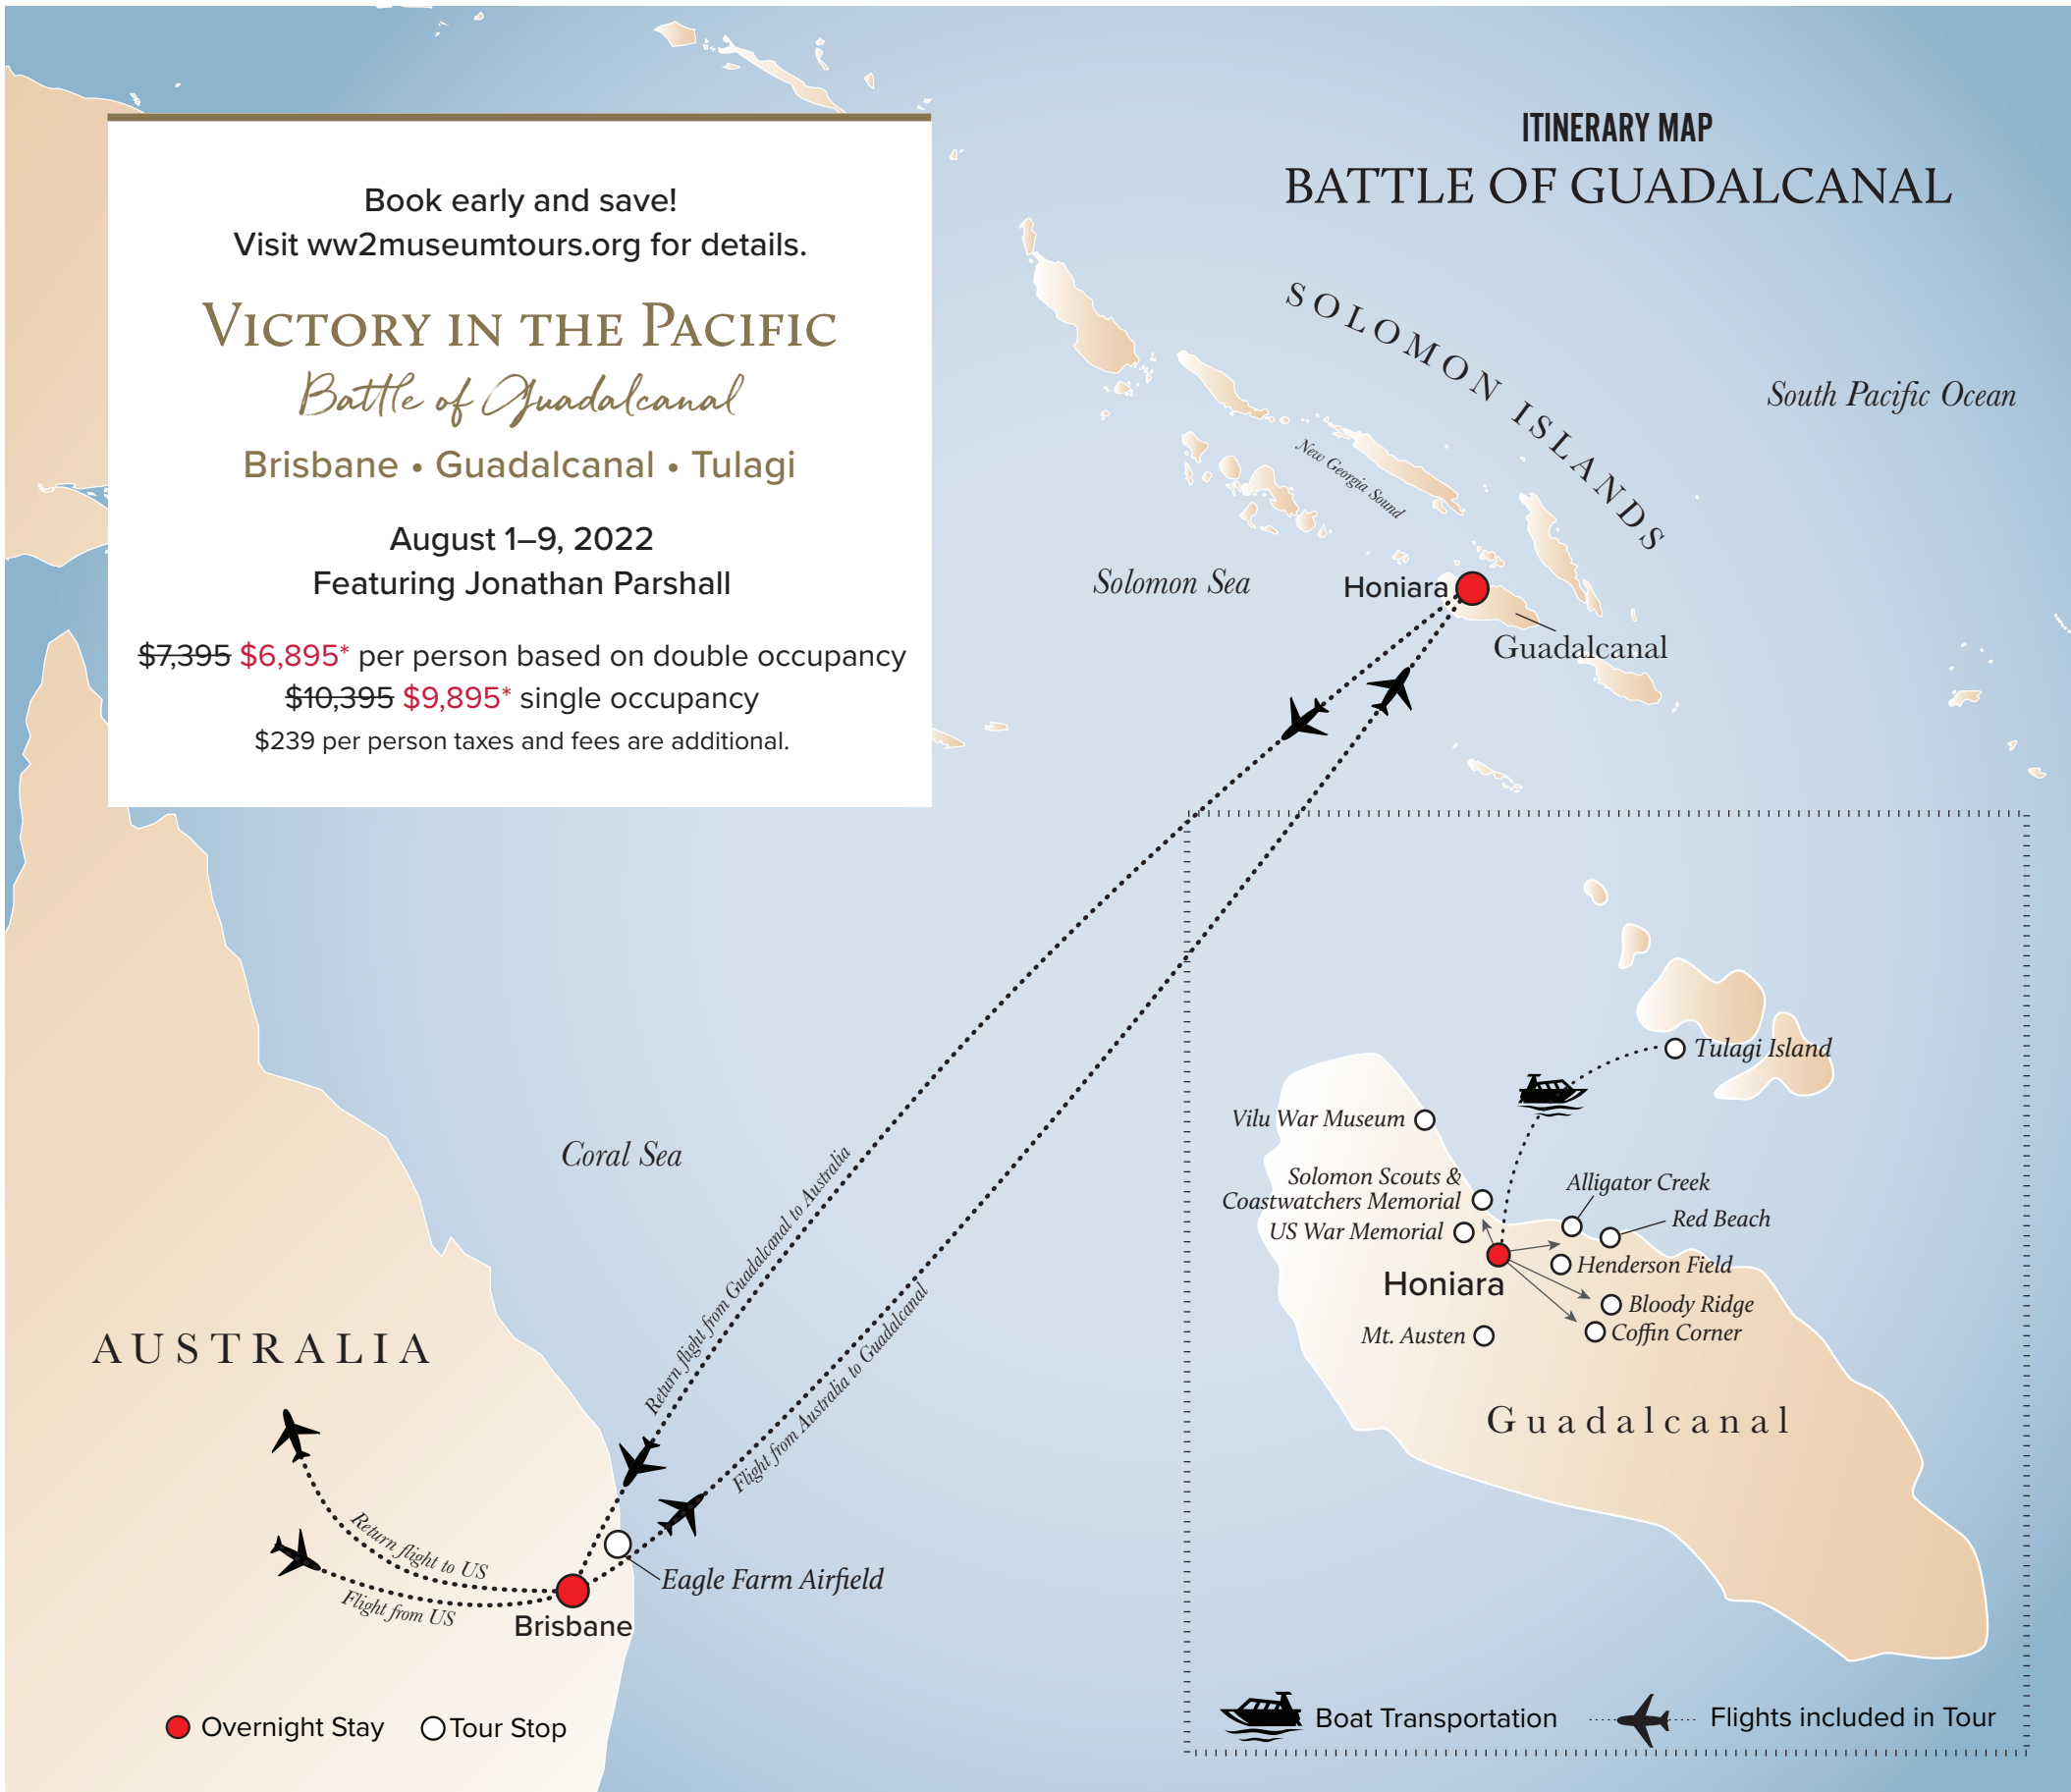 Book early and save!
Visit ww2museumtours.org for details.
VICTORY IN THE PACIFIC
Battle of Guadalcanal
Brisbane • Guadalcanal • Tulagi
August 1–9, 2022
Featuring Jonathan Parshall
$7,395 $6,895* per person based on double occupancy
$10,395 $9,895* single occupancy
$239 per person taxes and fees are additional.
ITINERARY MAP
BATTLE OF GUADALCANAL
SOLOMON ISLANDS
South Pacific Ocean
New Georgia Sound
Solomon Sea
Honiara
Guadalcanal
Coral Sea
Return flight from Guadalcanal to Australia
Flight from Australia to Guadalcanal
AUSTRALIA
Return flight to US
Flight from US
Eagle Farm Airfield
Brisbane
Overnight Stay
Tour Stop
Tulagi Island
Vilu War Museum
Solomon Scouts &
Coastwatchers Memorial
US War Memorial
Alligator Creek
Red Beach
Henderson Field
Honiara
Bloody Ridge
Coffin Corner
Mt. Austen
Guadalcanal
Boat Transportation
Flights included in Tour